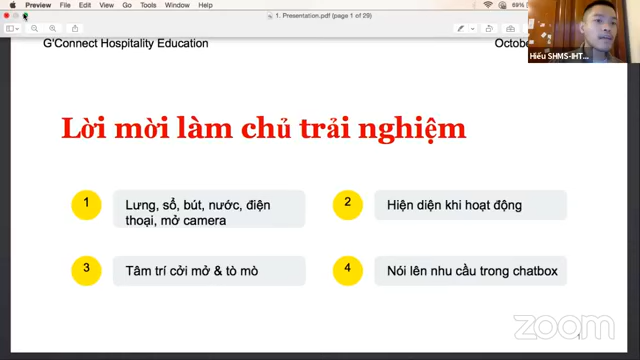 Preview File Edit View Go Tools Window Help
69%
1. Presentation.pdf (page 1 of 29)
G'Connect Hospitality Education
Octo
Hiếu SHMS-IHT...
Lời mời làm chủ trải nghiệm
1
Lưng, sổ, bút, nước, điện
thoại, mở camera
2
Hiện diện khi hoạt động
3
Tâm trí cởi mở & tò mò
4
Nói lên nhu cầu trong chatbox
zoom
1